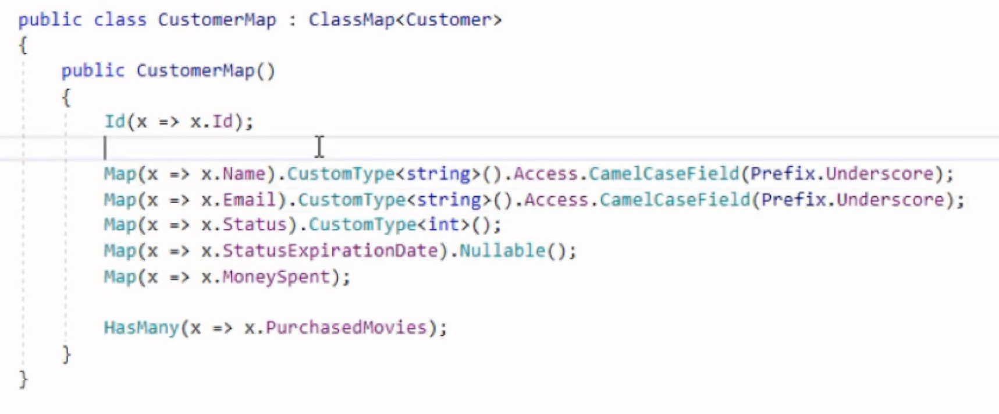 public class CustomerMap : ClassMap<Customer>
{
public CustomerMap()
{
Id(x => x.Id);
Map(x => x.Name).CustomType<string>().Access.CamelCaseField(Prefix.Underscore);
Map(x => x.Email).CustomType<string>().Access.CamelCaseField(Prefix.Underscore);
Map(x => x.Status).CustomType<int>();
Map(x => x.StatusExpirationDate).Nullable();
Map(x => x.MoneySpent);
HasMany(x => x.PurchasedMovies);
}
}